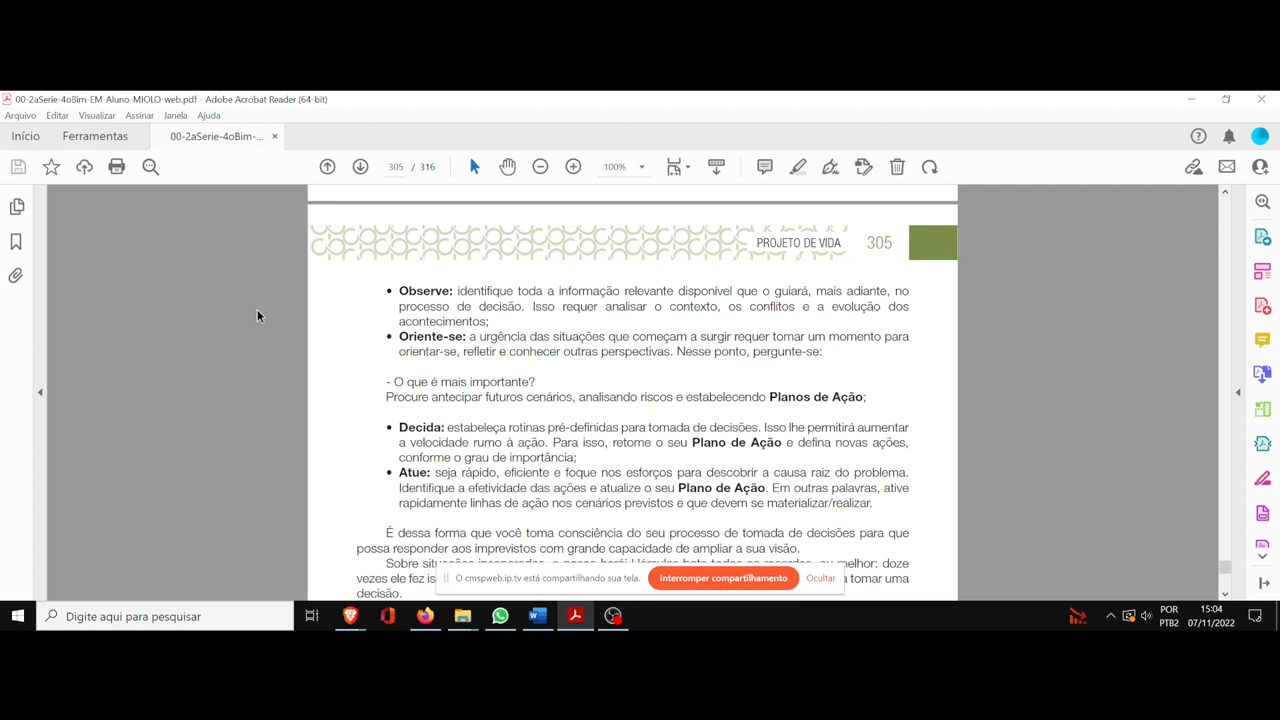 00-2aSerie-4oBim-EM-Aluno-MIOLO-web.pdf - Adobe Acrobat Reader (64-bit)
Arquivo Editar Visualizar Assinar Janela Ajuda
Início Ferramentas 00-2aSerie-4oBim-... ×
305 / 316 100%
PROJETO DE VIDA 305
• Observe: identifique toda a informação relevante disponível que o guiará, mais adiante, no
processo de decisão. Isso requer analisar o contexto, os conflitos e a evolução dos
acontecimentos;
• Oriente-se: a urgência das situações que começam a surgir requer tomar um momento para
orientar-se, refletir e conhecer outras perspectivas. Nesse ponto, pergunte-se:
- O que é mais importante?
Procure antecipar futuros cenários, analisando riscos e estabelecendo Planos de Ação;
• Decida: estabeleça rotinas pré-definidas para tomada de decisões. Isso lhe permitirá aumentar
a velocidade rumo à ação. Para isso, retome o seu Plano de Ação e defina novas ações,
conforme o grau de importância;
• Atue: seja rápido, eficiente e foque nos esforços para descobrir a causa raiz do problema.
Identifique a efetividade das ações e atualize o seu Plano de Ação. Em outras palavras, ative
rapidamente linhas de ação nos cenários previstos e que devem se materializar/realizar.
É dessa forma que você toma consciência do seu processo de tomada de decisões para que
possa responder aos imprevistos com grande capacidade de ampliar a sua visão.
Sobre
vezes ele fez a tomar uma
decisão.
O cmspweb.ip.tv está compartilhando sua tela. Interromper compartilhamento Ocultar
Digite aqui para pesquisar
POR
PTB2
15:04
07/11/2022